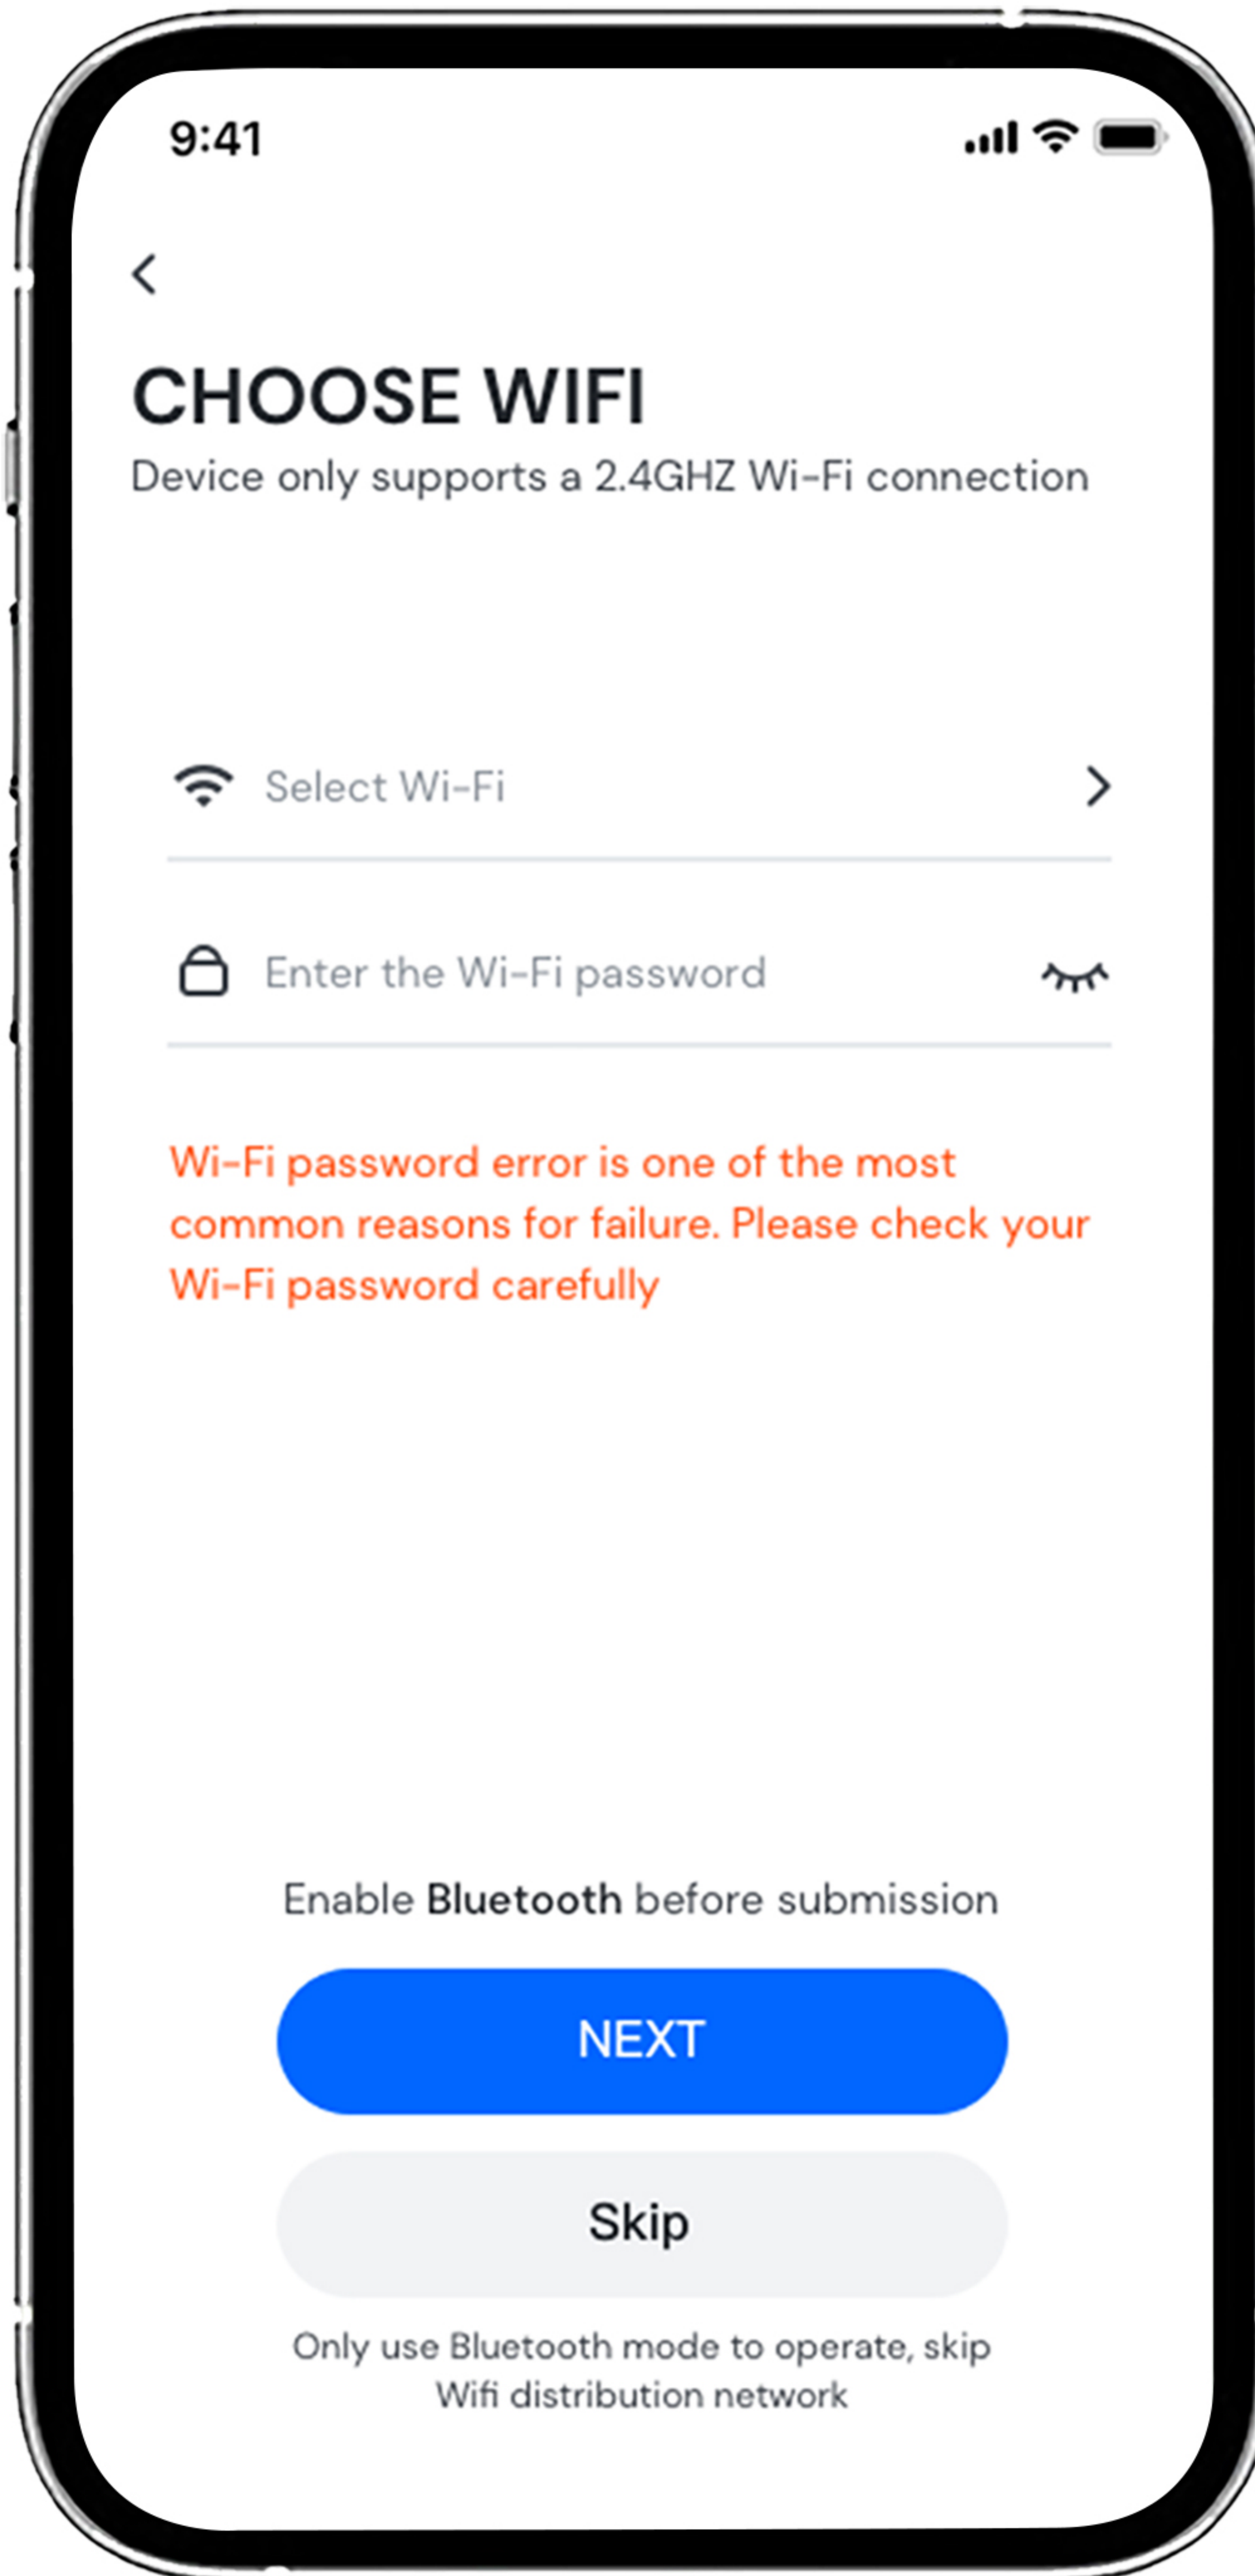 9:41
CHOOSE WIFI
Device only supports a 2.4GHZ Wi-Fi connection
Select Wi-Fi
Enter the Wi-Fi password
Wi-Fi password error is one of the most
common reasons for failure. Please check your
Wi-Fi password carefully
Enable Bluetooth before submission
NEXT
Skip
Only use Bluetooth mode to operate, skip
Wifi distribution network